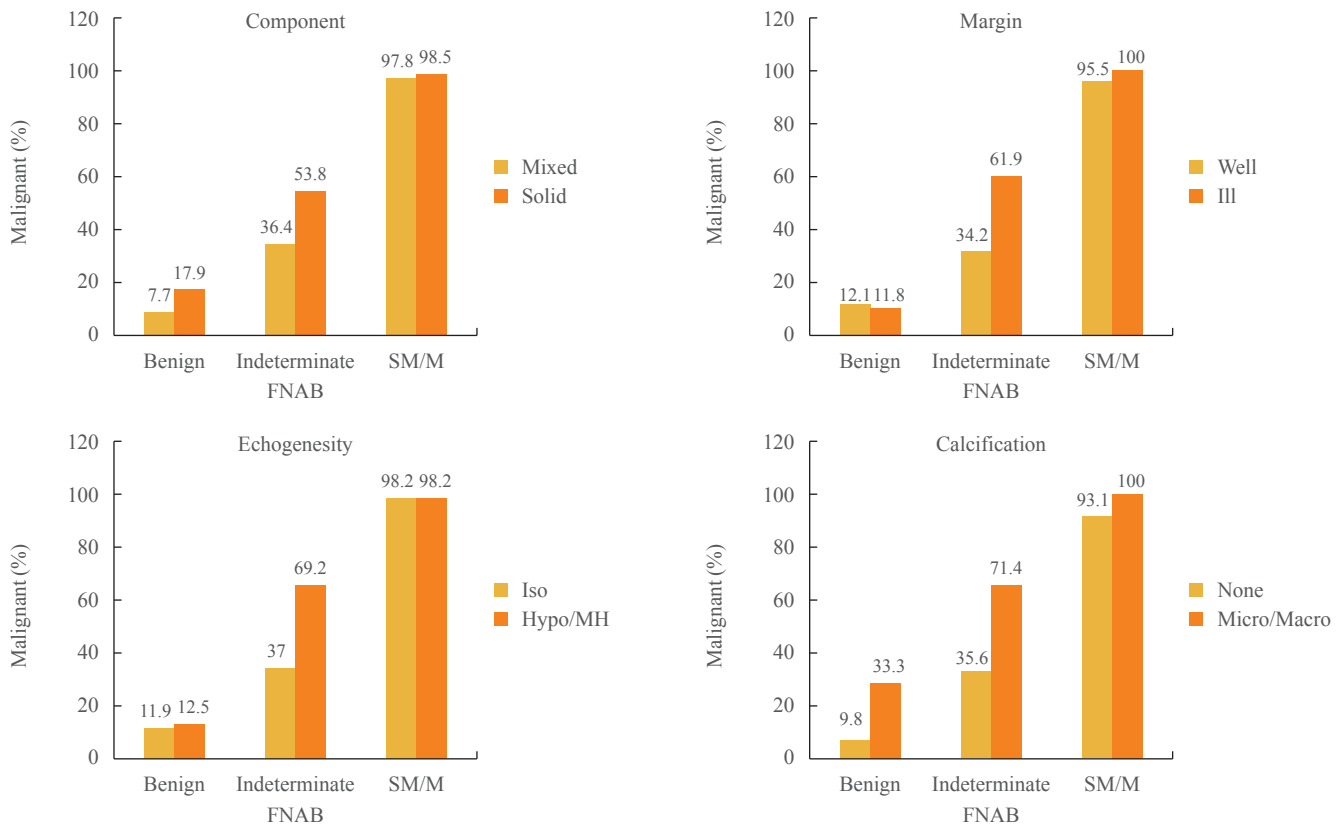 Component
Malignant (%)
120
100
80
60
40
20
0
7.7
17.9
36.4
53.8
97.8
98.5
Benign
Indeterminate
SM/M
FNAB
Mixed
Solid
Margin
Malignant (%)
120
100
80
60
40
20
0
12.1
11.8
34.2
61.9
95.5
100
Benign
Indeterminate
SM/M
FNAB
Well
Ill
Echogenesity
Malignant (%)
120
100
80
60
40
20
0
11.9
12.5
37
69.2
98.2
98.2
Benign
Indeterminate
SM/M
FNAB
Iso
Hypo/MH
Calcification
Malignant (%)
120
100
80
60
40
20
0
9.8
33.3
35.6
71.4
93.1
100
Benign
Indeterminate
SM/M
FNAB
None
Micro/Macro